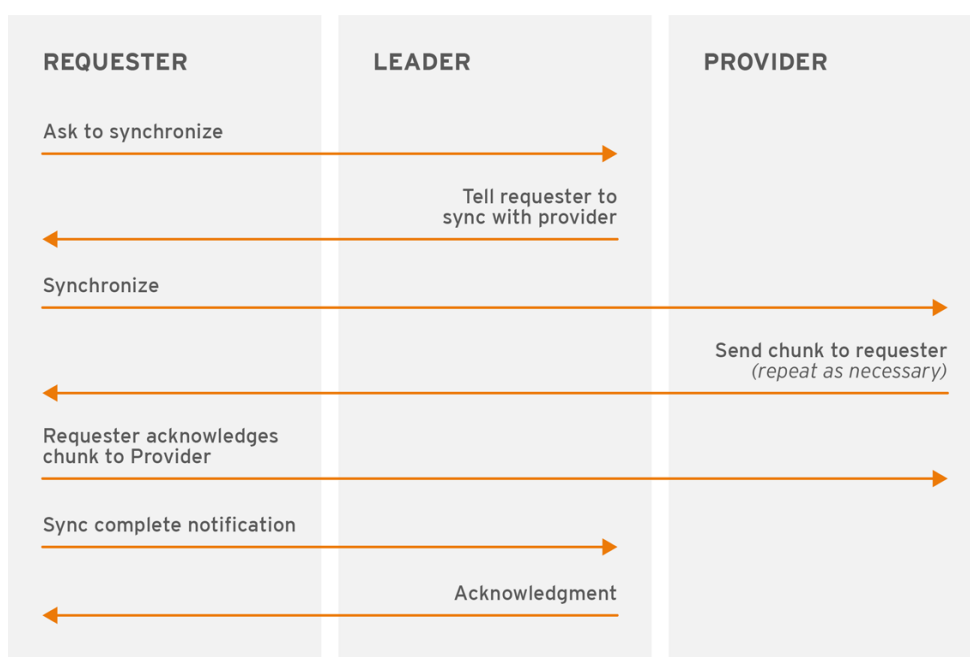 REQUESTER
LEADER
PROVIDER
Ask to synchronize
Tell requester to
sync with provider
Synchronize
Send chunk to requester
(repeat as necessary)
Requester acknowledges
chunk to Provider
Sync complete notification
Acknowledgment